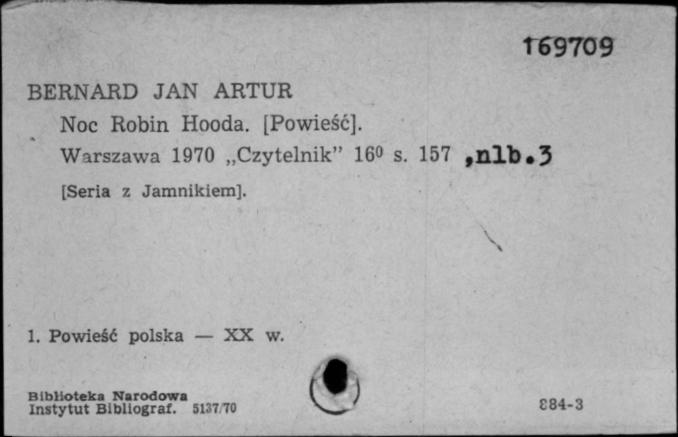 169709
BERNARD JAN ARTUR
Noc Robin Hooda. [Powieść].
Warszawa 1970 „Czytelnik” 16⁰ s. 157 ,nlb.3
[Seria z Jamnikiem].
1. Powieść polska — XX w.
Biblioteka Narodowa
Instytut Bibliograf. 5137/70
884-3